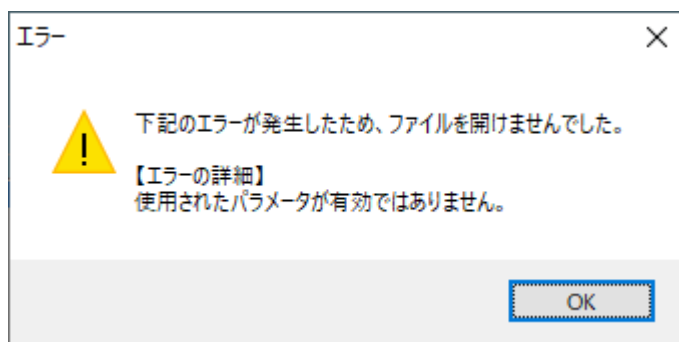 エラー
下記のエラーが発生したため、ファイルを開けませんでした。
【エラーの詳細】
使用されたパラメータが有効ではありません。
OK